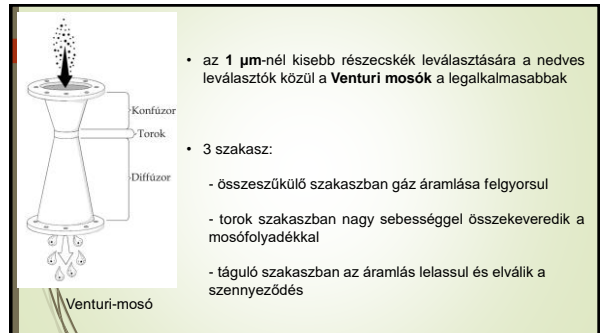 Konfúzor
Torok
Diffúzor
Venturi-mosó
• az 1 µm-nél kisebb részecskék leválasztására a nedves
leválasztók közül a Venturi mosók a legalkalmasabbak
• 3 szakasz:
- összeszűkülő szakaszban gáz áramlása felgyorsul
- torok szakaszban nagy sebességgel összekeveredik a
mosófolyadékkal
- táguló szakaszban az áramlás lelassul és elválik a
szennyeződés